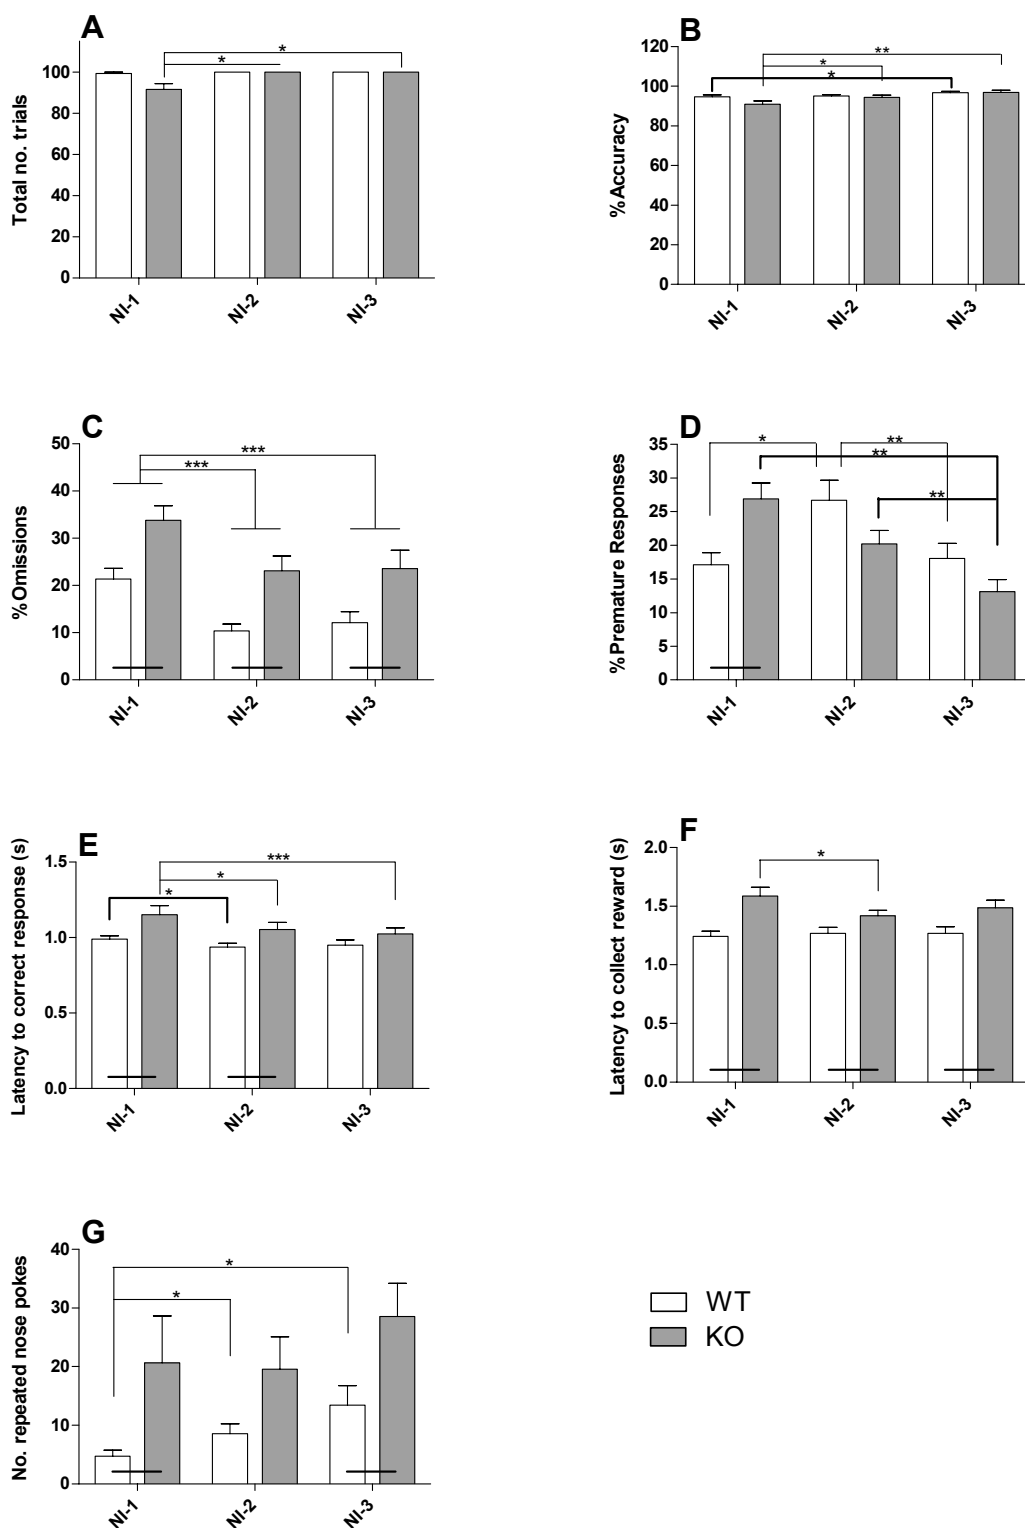 A
Total no. trials
100
80
60
40
20
0
*
*
NI-1
NI-2
NI-3
B
%Accuracy
120
100
80
60
40
20
0
**
*
*
NI-1
NI-2
NI-3
C
%Omissions
50
40
30
20
10
0
***
***
NI-1
NI-2
NI-3
D
%Premature Responses
35
30
25
20
15
10
5
0
*
**
**
**
NI-1
NI-2
NI-3
E
Latency to correct response (s)
1.5
1.0
0.5
0.0
***
*
*
NI-1
NI-2
NI-3
F
Latency to collect reward (s)
2.0
1.5
1.0
0.5
0.0
*
NI-1
NI-2
NI-3
G
No. repeated nose pokes
40
30
20
10
0
*
*
NI-1
NI-2
NI-3
WT
KO